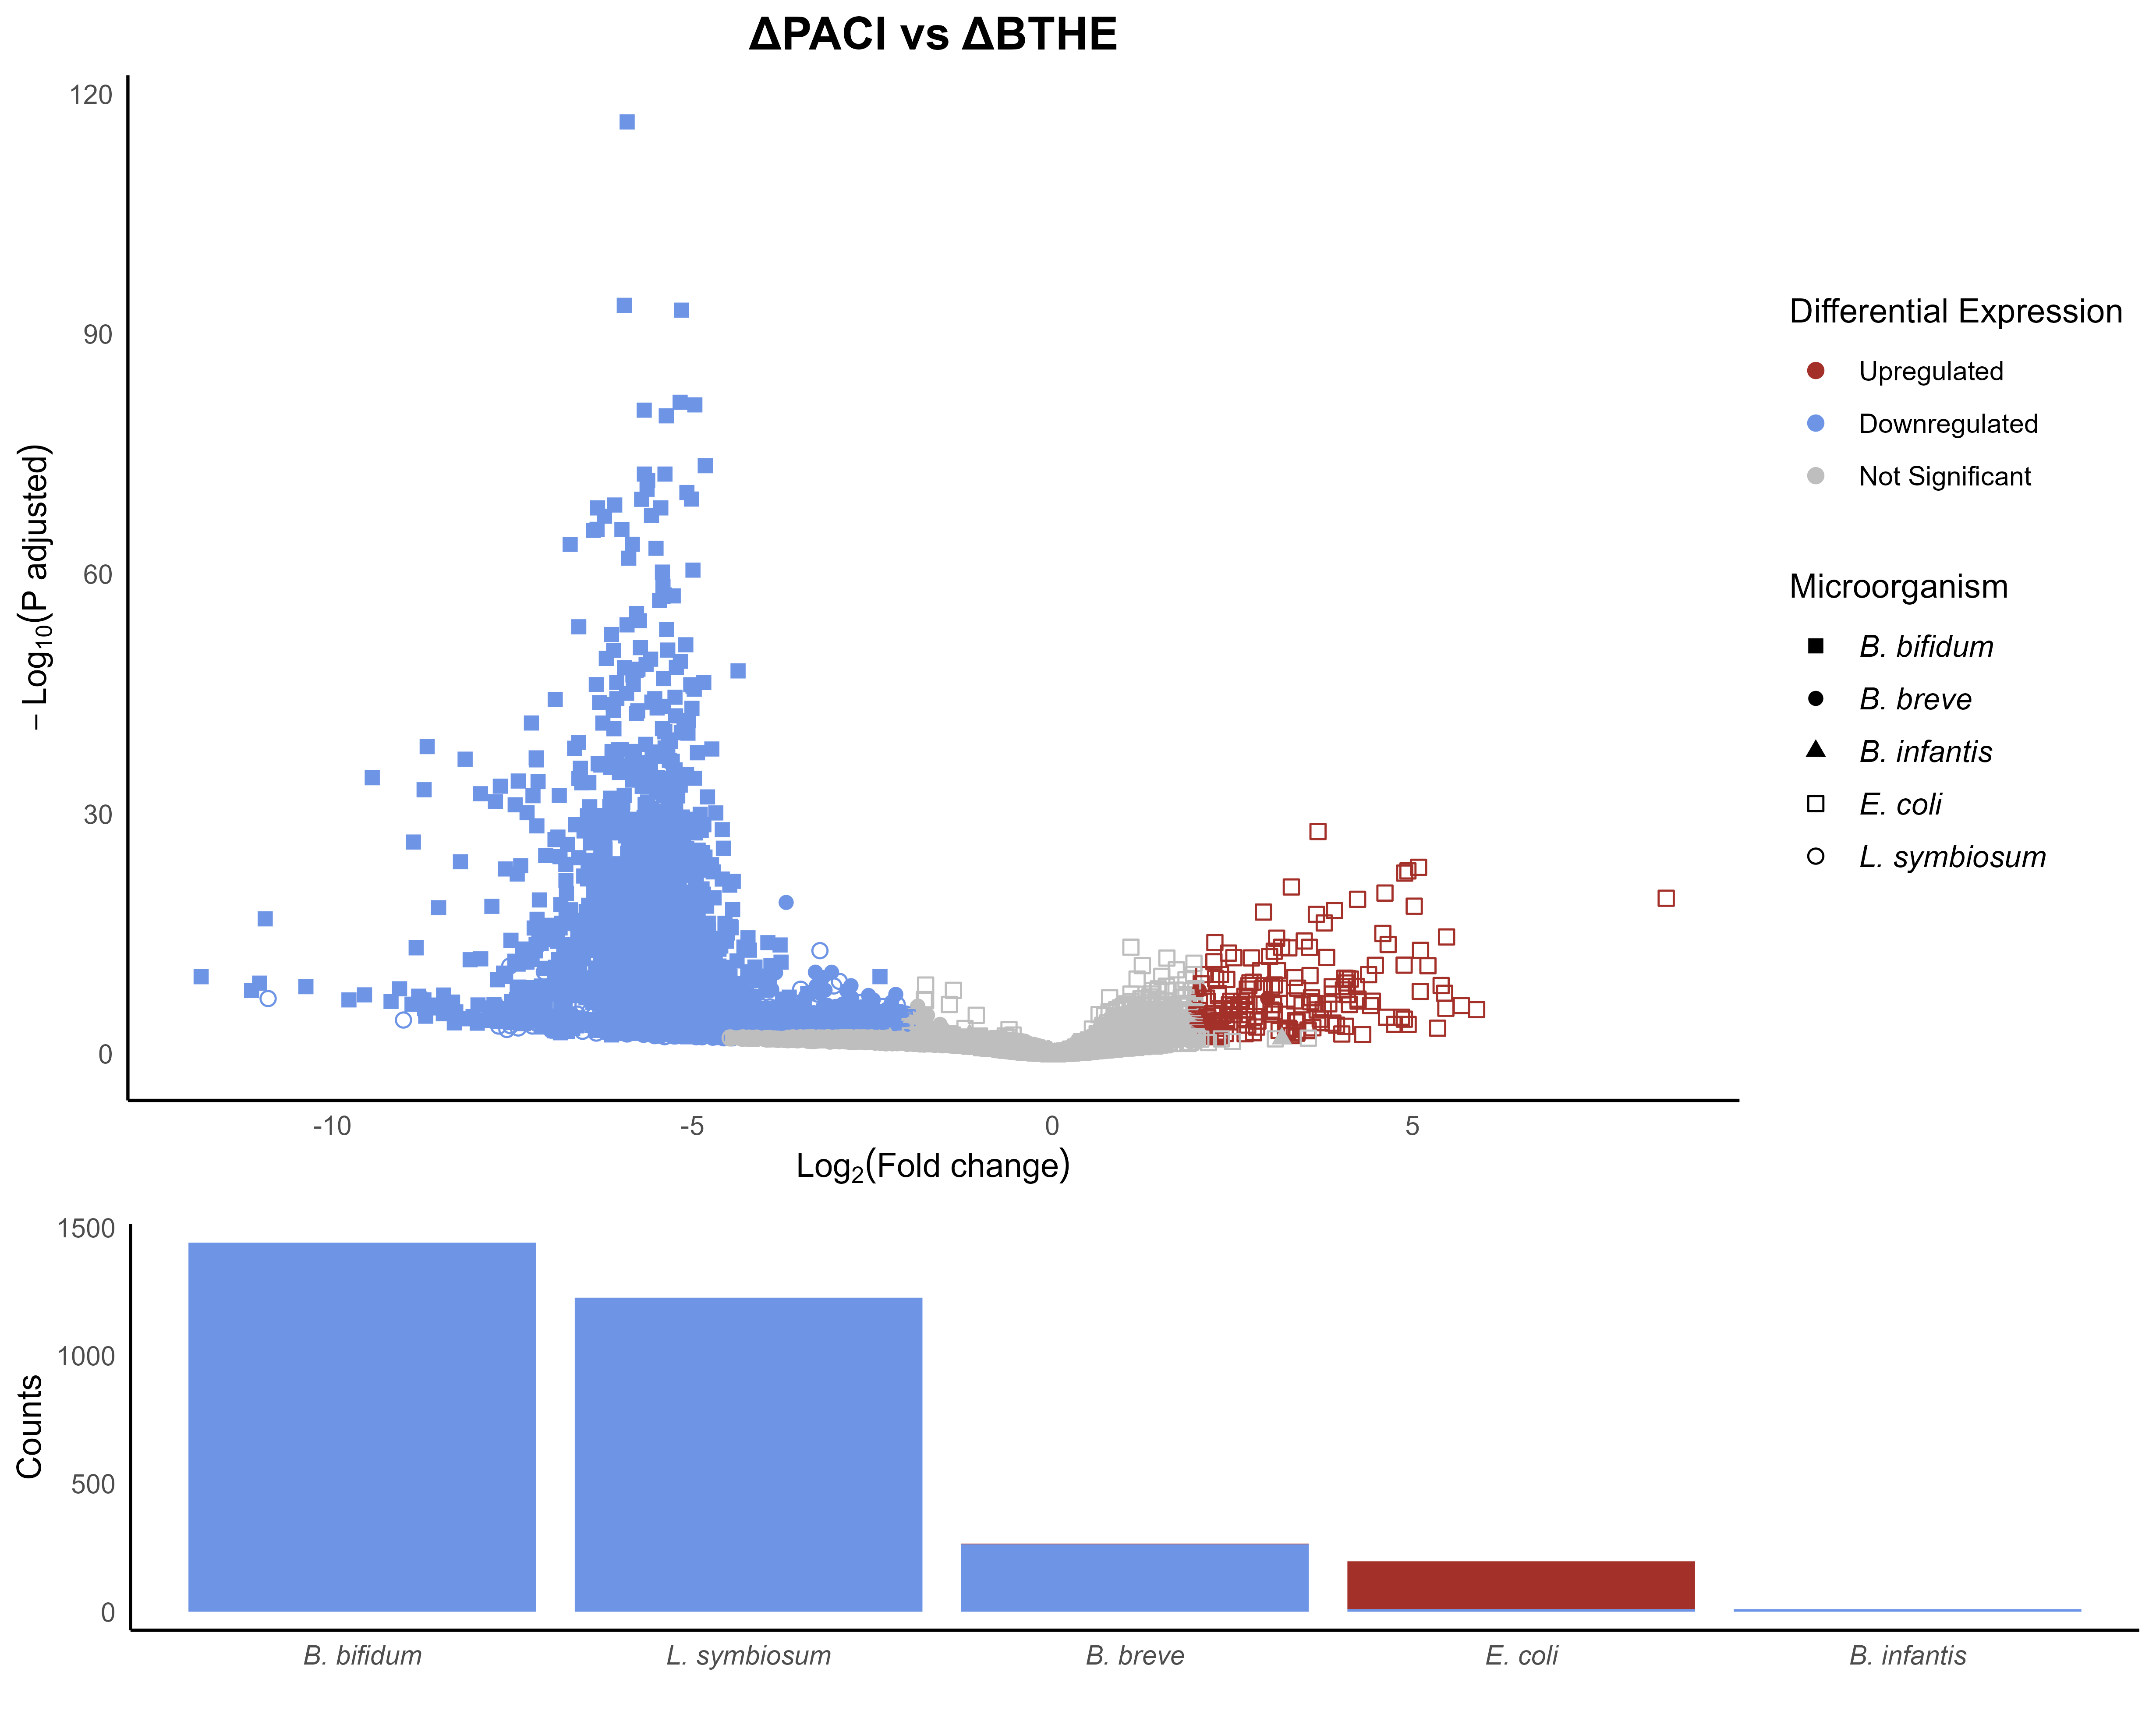 ΔPACI vs ΔBTHE
120
90
60
30
0
− Log10(P adjusted)
-10
-5
0
5
Log2(Fold change)
Differential Expression
Upregulated
Downregulated
Not Significant
Microorganism
B. bifidum
B. breve
B. infantis
E. coli
L. symbiosum
1500
1000
500
0
Counts
B. bifidum
L. symbiosum
B. breve
E. coli
B. infantis